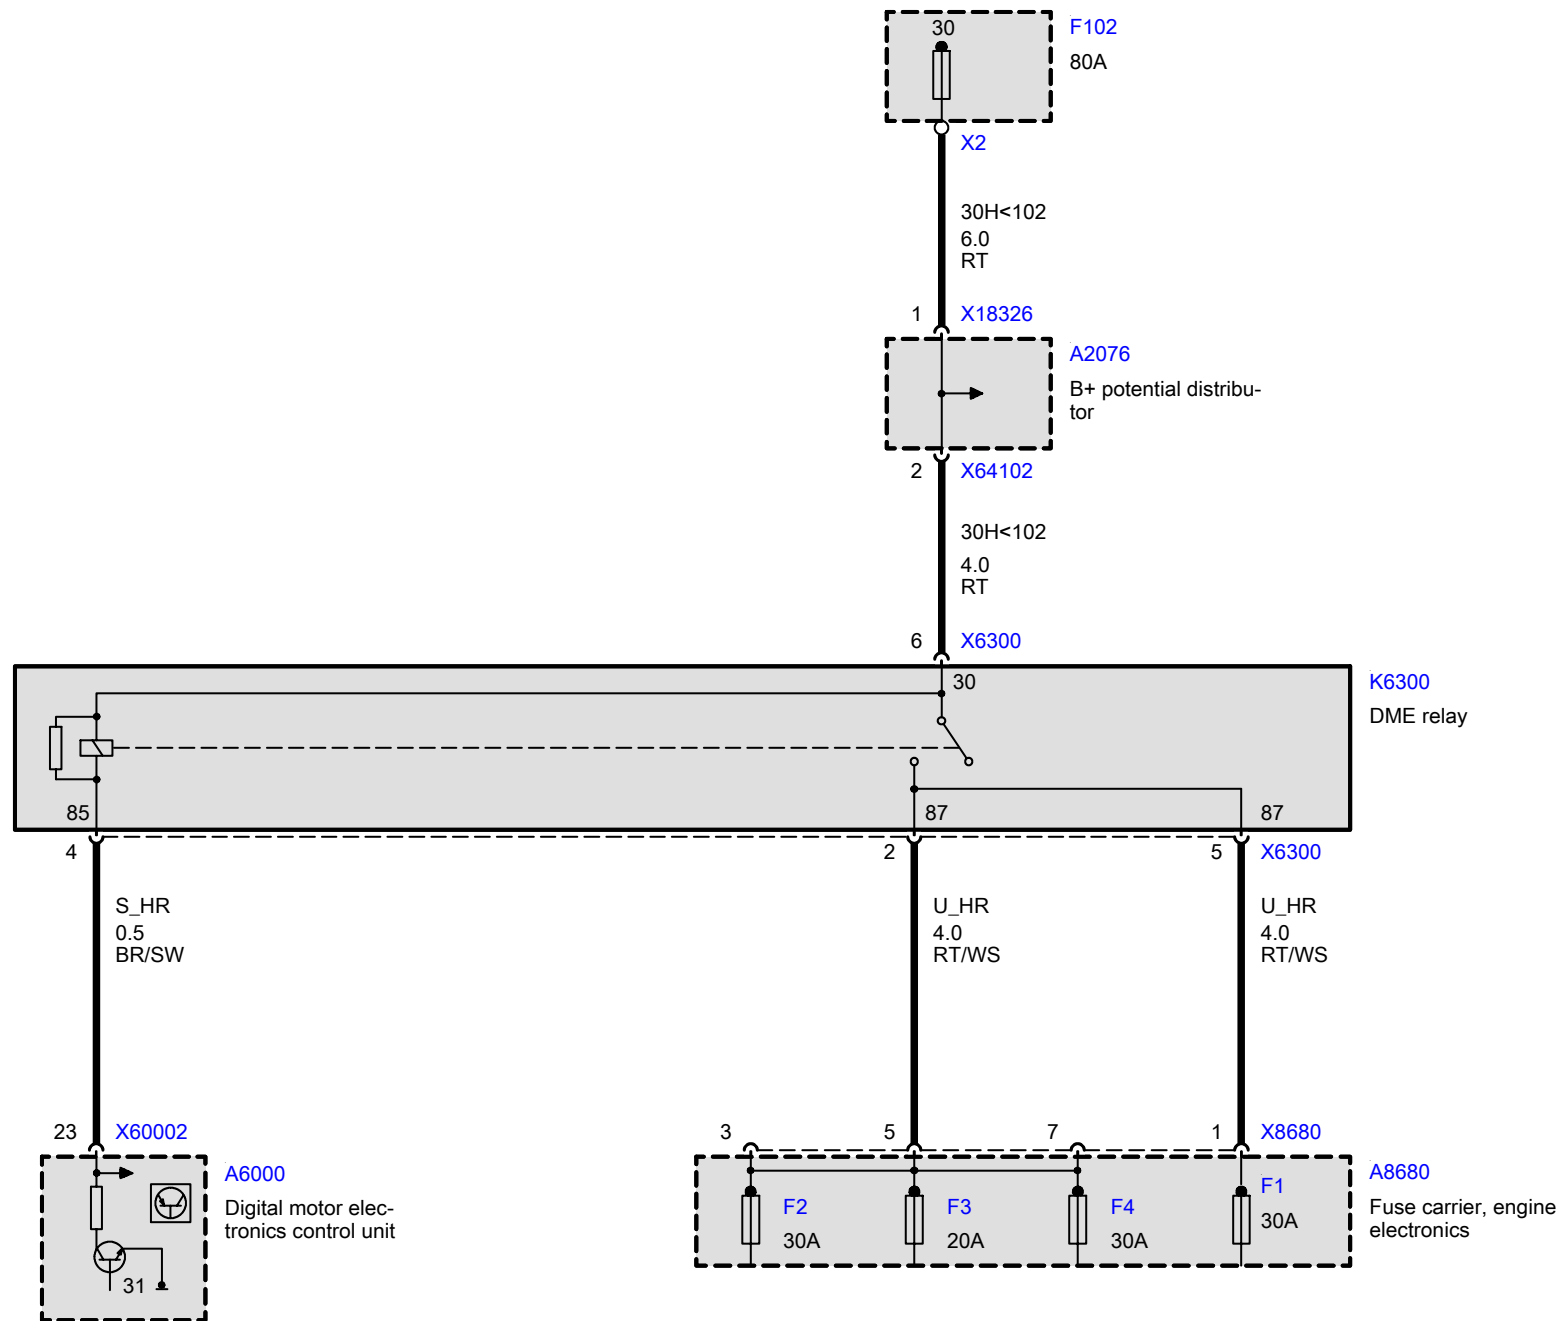 30
F102
80A
X2
30H<102
6.0
RT
1
X18326
A2076
B+ potential distribu-
tor
2
X64102
30H<102
4.0
RT
6
X6300
30
K6300
DME relay
85
87
87
4
2
5
X6300
S_HR
0.5
BR/SW
U_HR
4.0
RT/WS
U_HR
4.0
RT/WS
23
X60002
3
5
7
1
X8680
A6000
Digital motor elec-
tronics control unit
31
F2
30A
F3
20A
F4
30A
F1
30A
A8680
Fuse carrier, engine
electronics